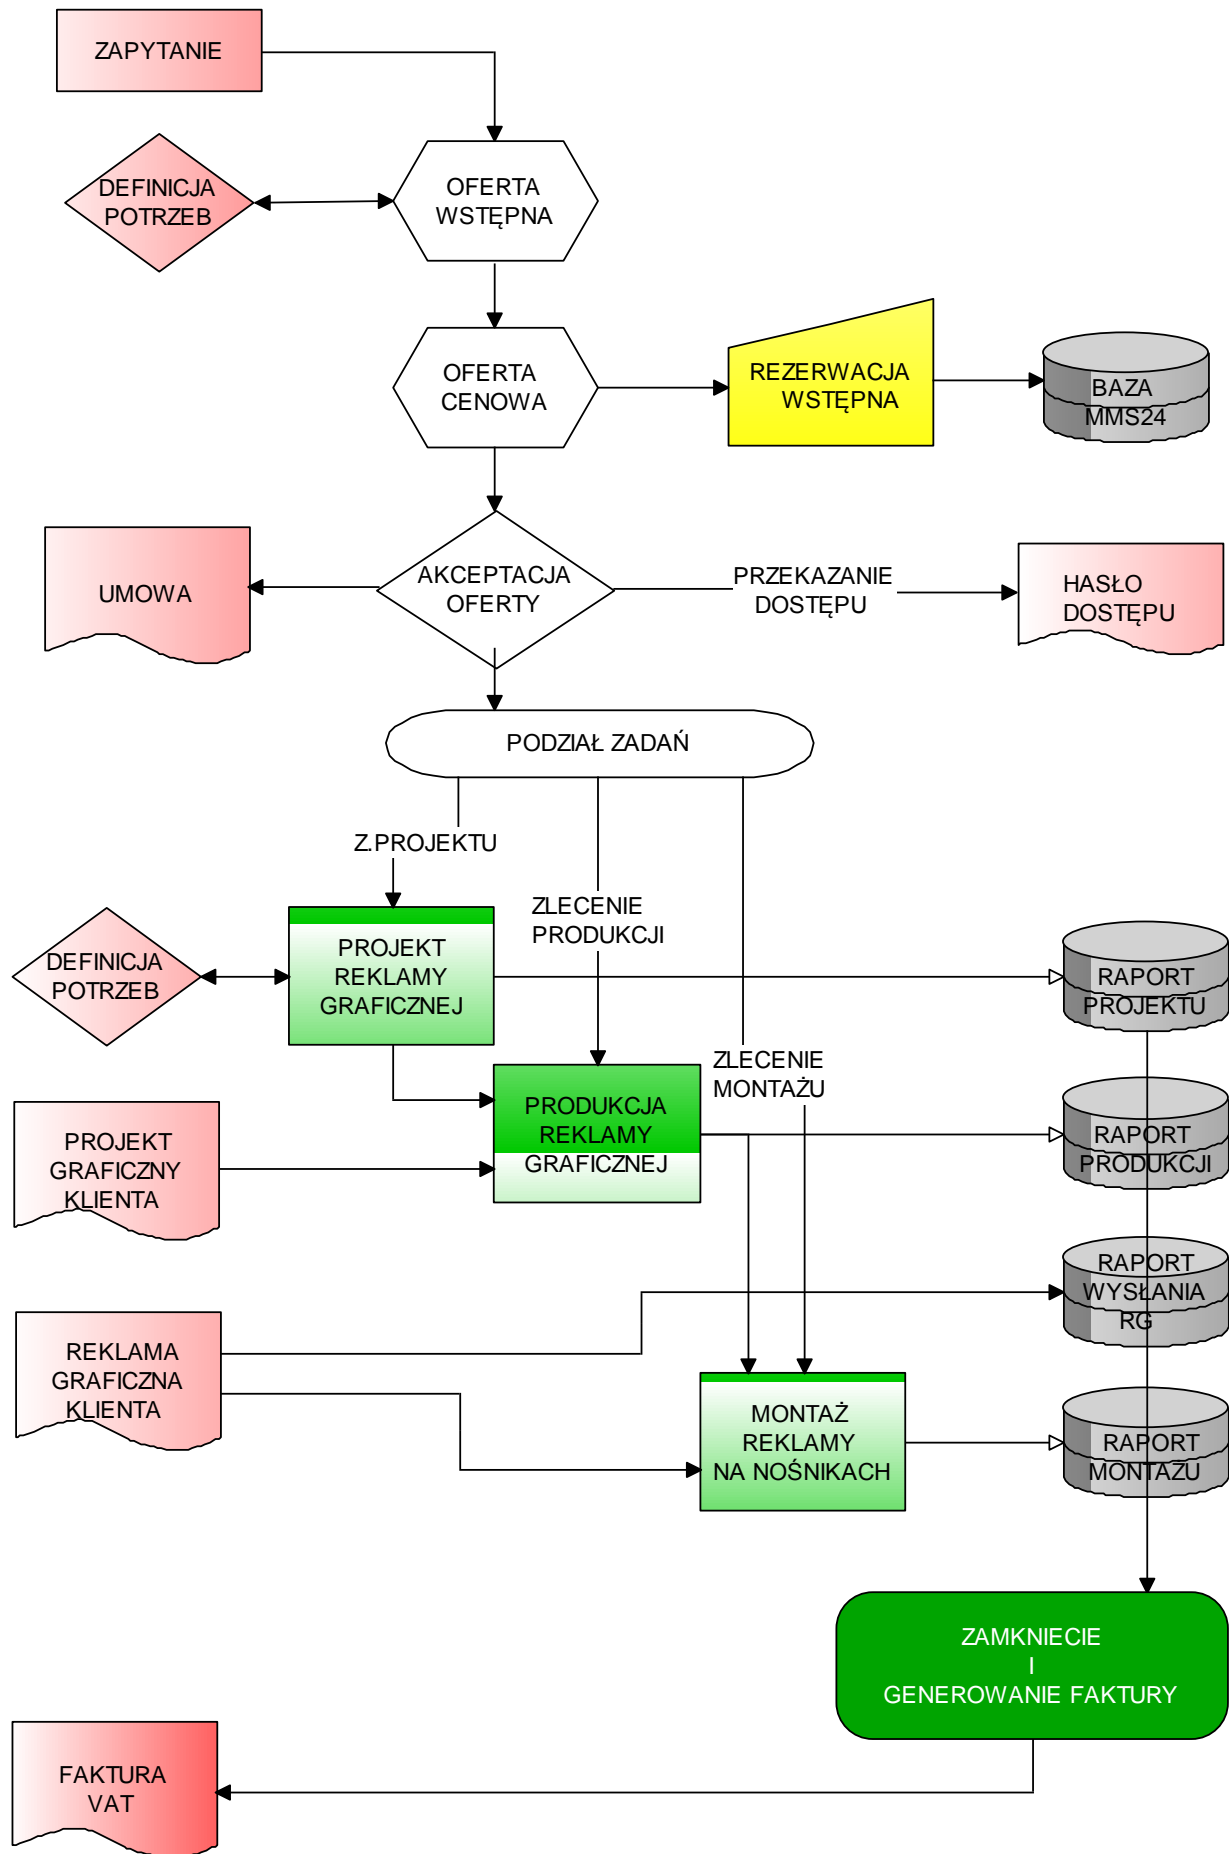 ZAPYTANIE
DEFINICJA
POTRZEB
OFERTA
WSTĘPNA
OFERTA
CENOWA
REZERWACJA
WSTĘPNA
BAZA
MMS24
UMOWA
AKCEPTACJA
OFERTY
PRZEKAZANIE
DOSTĘPU
HASŁO
DOSTĘPU
PODZIAŁ ZADAŃ
Z.PROJEKTU
ZLECENIE
PRODUKCJI
DEFINICJA
POTRZEB
PROJEKT
REKLAMY
GRAFICZNEJ
RAPORT
PROJEKTU
ZLECENIE
MONTAŻU
PROJEKT
GRAFICZNY
KLIENTA
PRODUKCJA
REKLAMY
GRAFICZNEJ
RAPORT
PRODUKCJI
RAPORT
WYSŁANIA
RG
REKLAMA
GRAFICZNA
KLIENTA
MONTAŻ
REKLAMY
NA NOŚNIKACH
RAPORT
MONTAŻU
ZAMKNIECIE
I
GENEROWANIE FAKTURY
FAKTURA
VAT